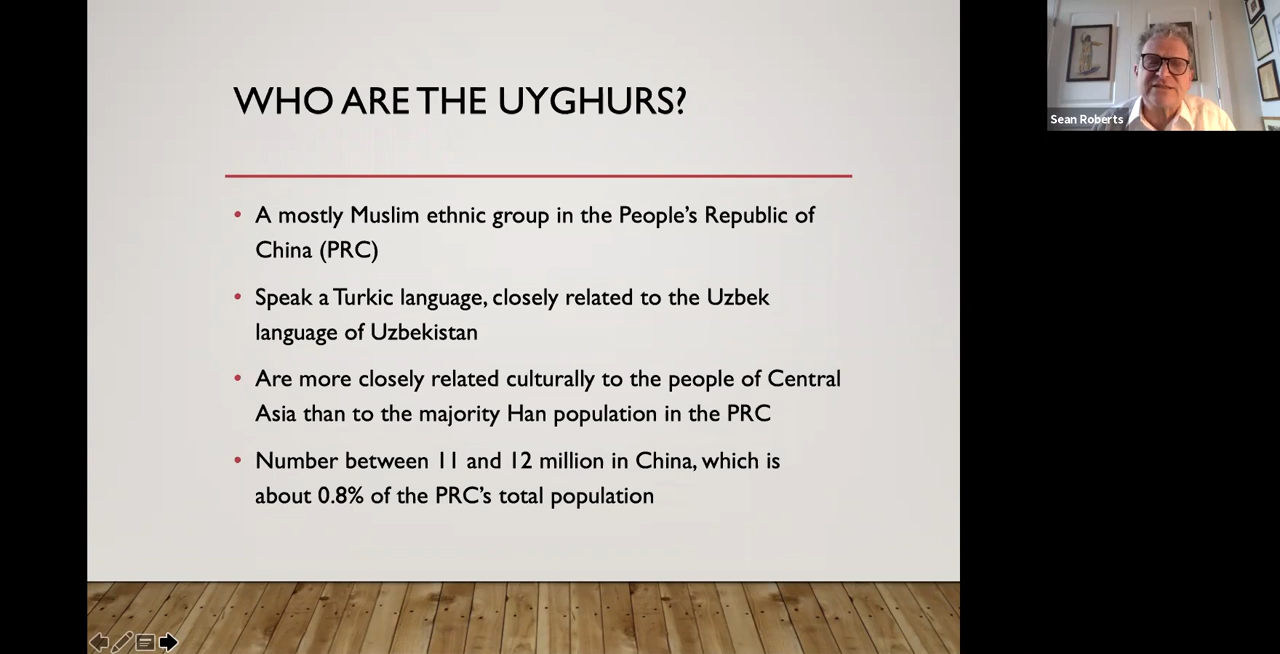 WHO ARE THE UYGHURS?
• A mostly Muslim ethnic group in the People’s Republic of
China (PRC)
• Speak a Turkic language, closely related to the Uzbek
language of Uzbekistan
• Are more closely related culturally to the people of Central
Asia than to the majority Han population in the PRC
• Number between 11 and 12 million in China, which is
about 0.8% of the PRC’s total population
Sean Roberts